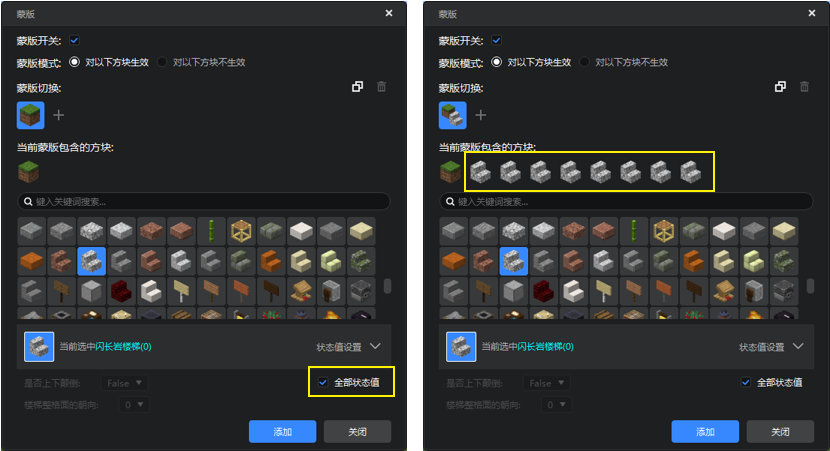 蒙版
蒙版开关:
蒙版模式: 对以下方块生效 对以下方块不生效
蒙版切换:
当前蒙版包含的方块:
键入关键词搜索...
当前选中闪长岩楼梯(0) 状态值设置
是否上下颠倒: False 全部状态值
楼梯整格面的朝向: 0
添加 关闭
蒙版
蒙版开关:
蒙版模式: 对以下方块生效 对以下方块不生效
蒙版切换:
当前蒙版包含的方块:
键入关键词搜索...
当前选中闪长岩楼梯(0) 状态值设置
是否上下颠倒: False 全部状态值
楼梯整格面的朝向: 0
添加 关闭